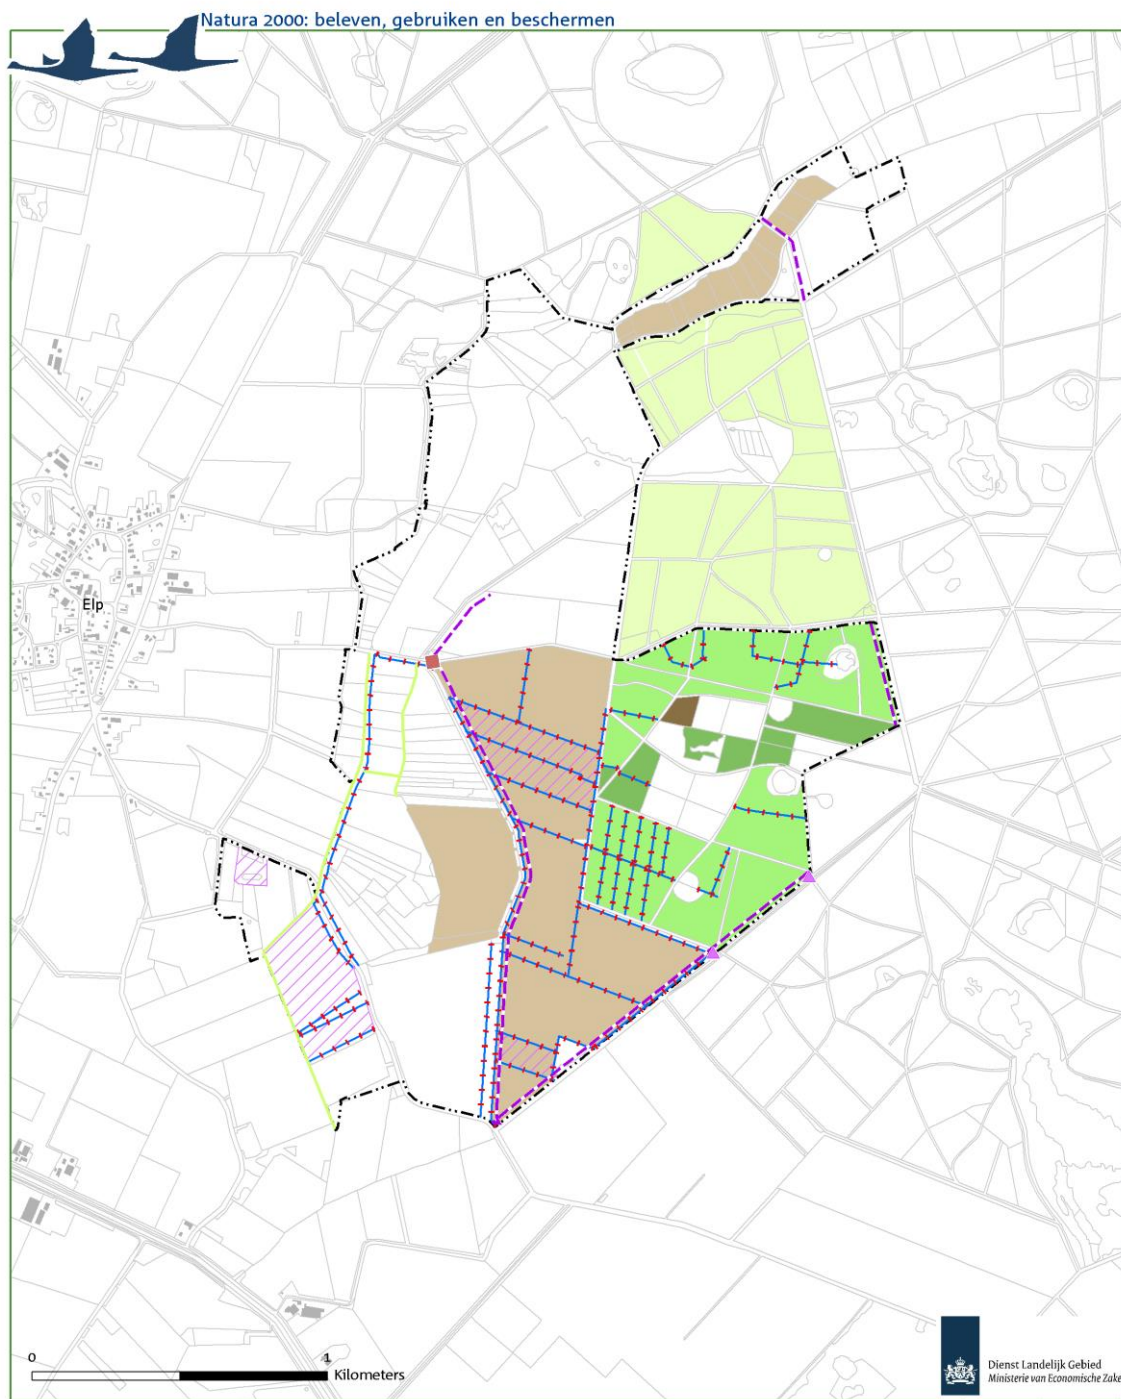 Natura 2000: beleven, gebruiken en beschermen
Elp
0 1
Kilometers
Dienst Landelijk Gebied
Ministerie van Economische Zake